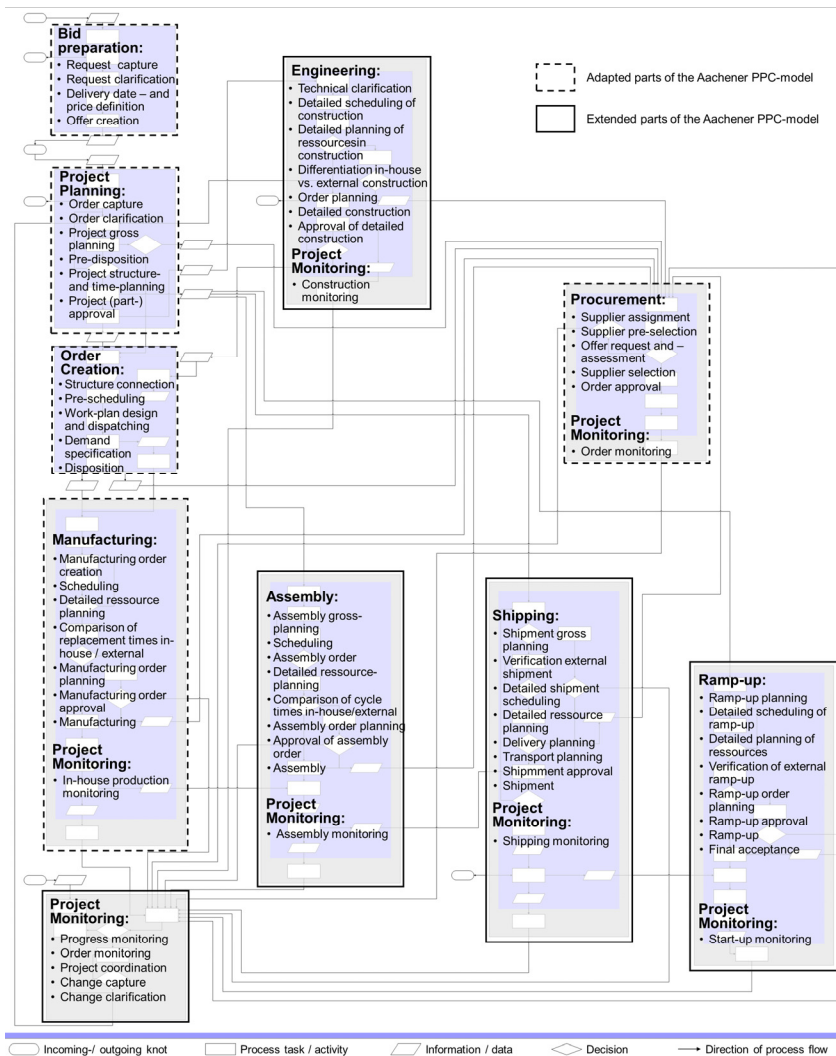 Bid
preparation:
• Request capture
• Request clarification
• Delivery date – and
price definition
• Offer creation
Project
Planning:
• Order capture
• Order clarification
• Project gross
planning
• Pre-disposition
• Project structure-
and time-planning
• Project (part-)
approval
Order
Creation:
• Structure connection
• Pre-scheduling
• Work-plan design
and dispatching
• Demand
specification
• Disposition
Manufacturing:
• Manufacturing order
creation
• Scheduling
• Detailed ressource
planning
• Comparison of
replacement times in-
house / external
• Manufacturing order
planning
• Manufacturing order
approval
• Manufacturing
Project
Monitoring:
• In-house production
monitoring
Project
Monitoring:
• Progress monitoring
• Order monitoring
• Project coordination
• Change capture
• Change clarification
Engineering:
• Technical clarification
• Detailed scheduling of
construction
• Detailed planning of
ressourcesin
construction
• Differentiation in-house
vs. external construction
• Order planning
• Detailed construction
• Approval of detailed
construction
Project
Monitoring:
• Construction
monitoring
Assembly:
• Assembly gross-
planning
• Scheduling
• Assembly order
• Detailed ressource-
planning
• Comparison of cycle
times in-house/external
• Assembly order planning
• Approval of assembly
order
• Assembly
Project
Monitoring:
• Assembly monitoring
Adapted parts of the Aachener PPC-model
Extended parts of the Aachener PPC-model
Procurement:
• Supplier assignment
• Supplier pre-selection
• Offer request and –
assessment
• Supplier selection
• Order approval
Project
Monitoring:
• Order monitoring
Shipping:
• Shipment gross
planning
• Verification external
shipment
• Detailed shipment
scheduling
• Detailed ressource
planning
• Delivery planning
• Transport planning
• Shipmment approval
• Shipment
Project
Monitoring:
• Shipping monitoring
Ramp-up:
• Ramp-up planning
• Detailed scheduling of
ramp-up
• Detailed planning of
ressources
• Verification of external
ramp-up
• Ramp-up order
planning
• Ramp-up approval
• Ramp-up
• Final acceptance
Project
Monitoring:
• Start-up monitoring
Incoming-/ outgoing knot
Process task / activity
Information / data
Decision
Direction of process flow